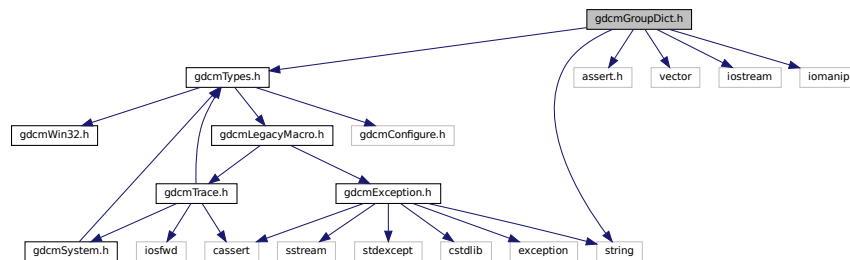 gdcmGroupDict.h
gdcmTypes.h
assert.h
vector
iostream
iomanip
gdcmWin32.h
gdcmLegacyMacro.h
gdcmConfigure.h
gdcmTrace.h
gdcmException.h
gdcmSystem.h
iosfwd
cassert
sstream
stdexcept
cstdlib
exception
string